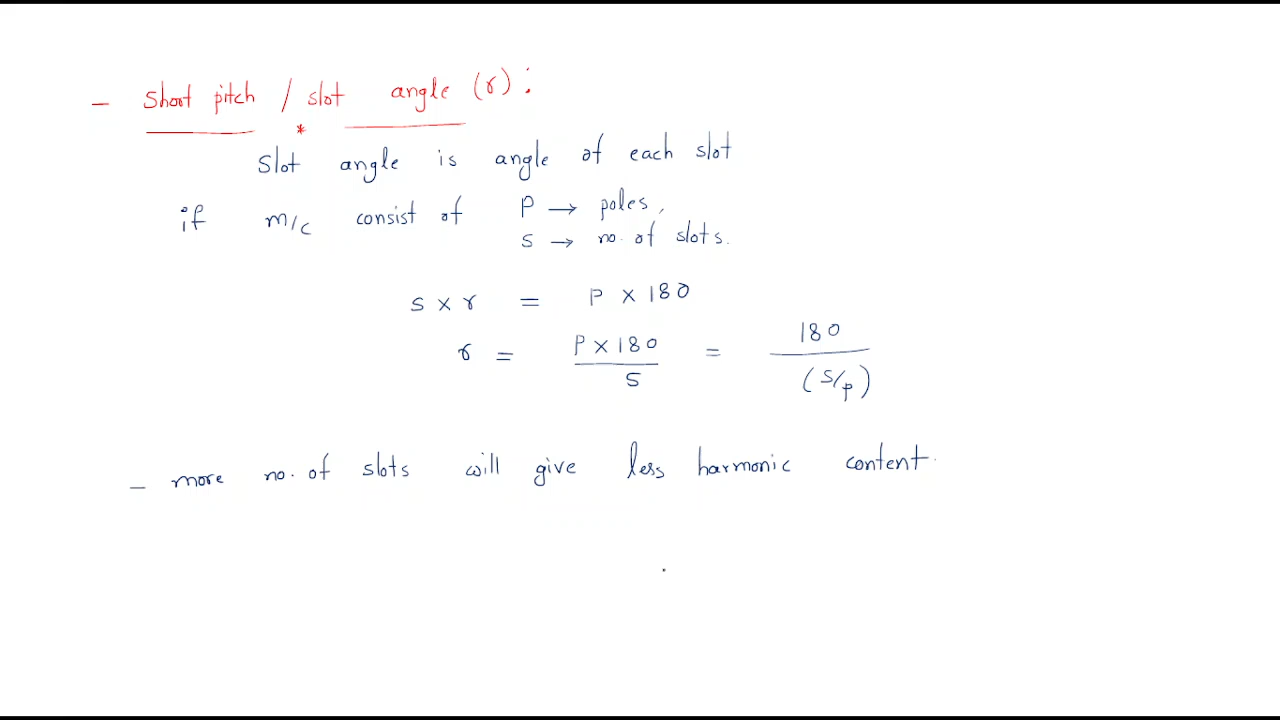 - Short pitch / slot angle (γ) :
*
Slot angle is angle of each slot
if m/c consist of P → poles,
S → no. of slots.
S × γ = P × 180
γ = P × 180 / S = 180 / (S/P)
- more no. of slots will give less harmonic content.